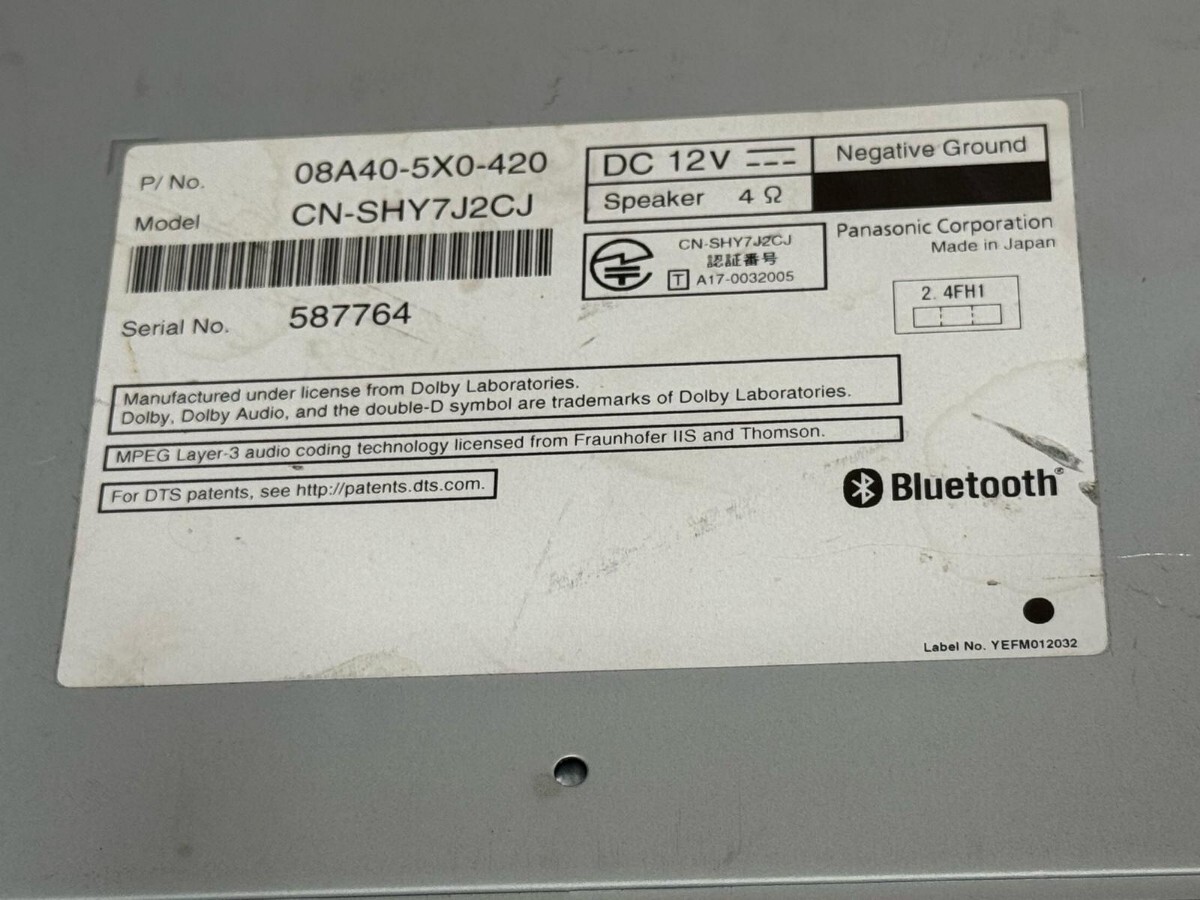 P/ No. 08A40-5X0-420
Model CN-SHY7J2CJ
Serial No. 587764
DC 12V
Negative Ground
Speaker 4 Ω
CN-SHY7J2CJ
認証番号
T A17-0032005
Panasonic Corporation
Made in Japan
2. 4FH1
Manufactured under license from Dolby Laboratories.
Dolby, Dolby Audio, and the double-D symbol are trademarks of Dolby Laboratories.
MPEG Layer-3 audio coding technology licensed from Fraunhofer IIS and Thomson.
For DTS patents, see http://patents.dts.com.
Bluetooth®
Label No. YEFM012032